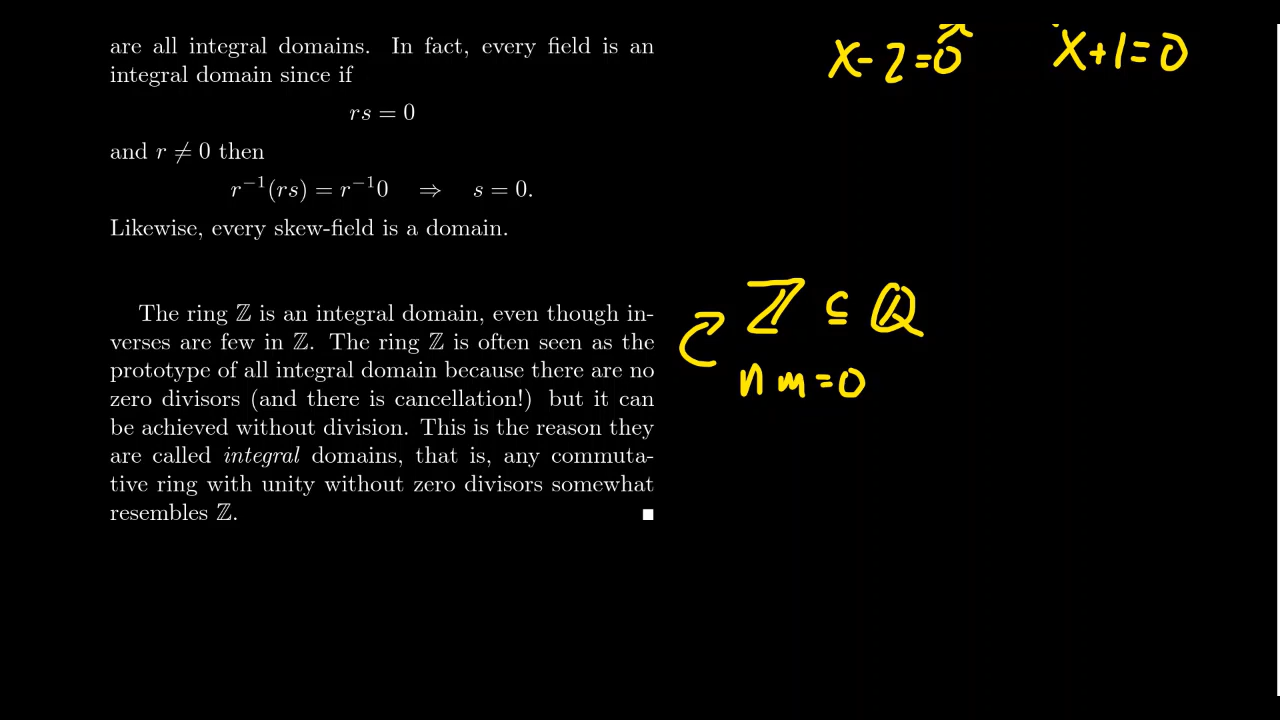 are all integral domains. In fact, every field is an
integral domain since if
rs = 0
and r ≠ 0 then
r⁻¹(rs) = r⁻¹0 ⇒ s = 0.
Likewise, every skew-field is a domain.
The ring ℤ is an integral domain, even though in-
verses are few in ℤ. The ring ℤ is often seen as the
prototype of all integral domain because there are no
zero divisors (and there is cancellation!) but it can
be achieved without division. This is the reason they
are called integral domains, that is, any commuta-
tive ring with unity without zero divisors somewhat
resembles ℤ.
x-2=0 x+1=0
ℤ ⊆ ℚ
n m = 0